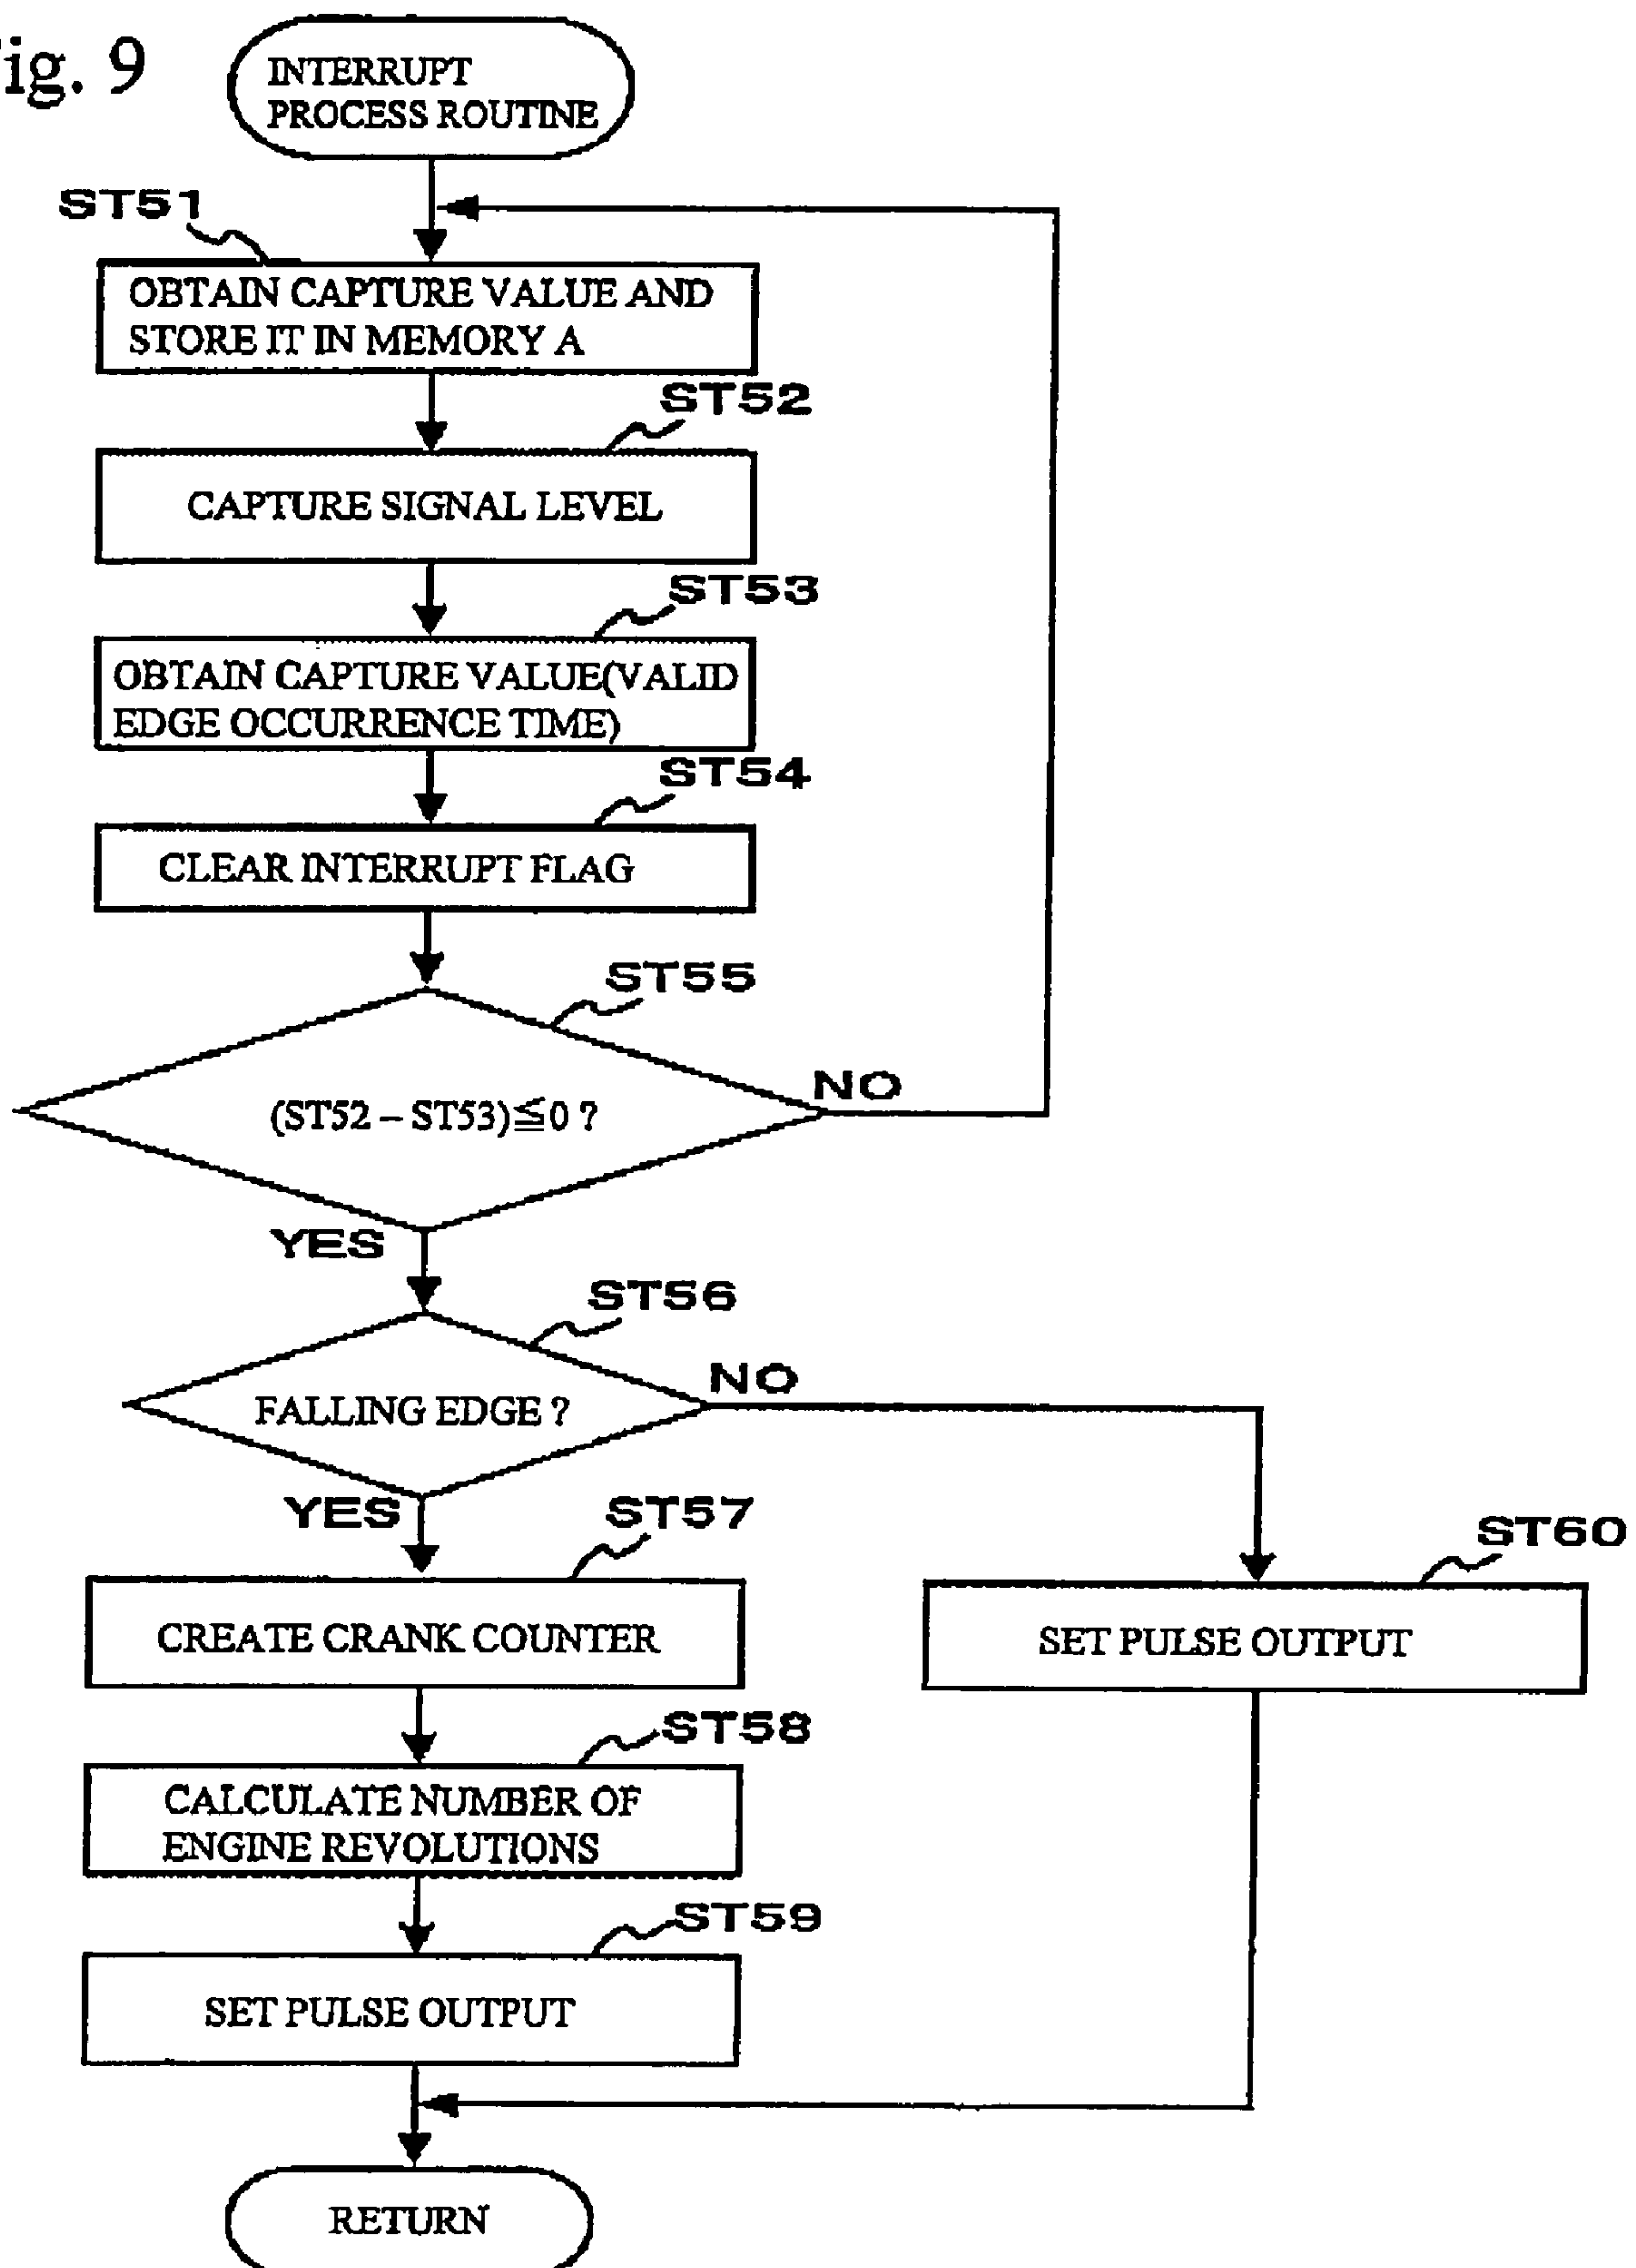 ig. 9
INTERRUPT
PROCESS ROUTINE
ST51
OBTAIN CAPTURE VALUE AND
STORE IT IN MEMORY A
ST52
CAPTURE SIGNAL LEVEL
ST53
OBTAIN CAPTURE VALUE(VALID
EDGE OCCURRENCE TIME)
ST54
CLEAR INTERRUPT FLAG
ST55
(ST52 – ST53)≦0 ?
NO
YES
ST56
FALLING EDGE ?
NO
YES
ST57
CREATE CRANK COUNTER
ST60
SET PULSE OUTPUT
ST58
CALCULATE NUMBER OF
ENGINE REVOLUTIONS
ST59
SET PULSE OUTPUT
RETURN